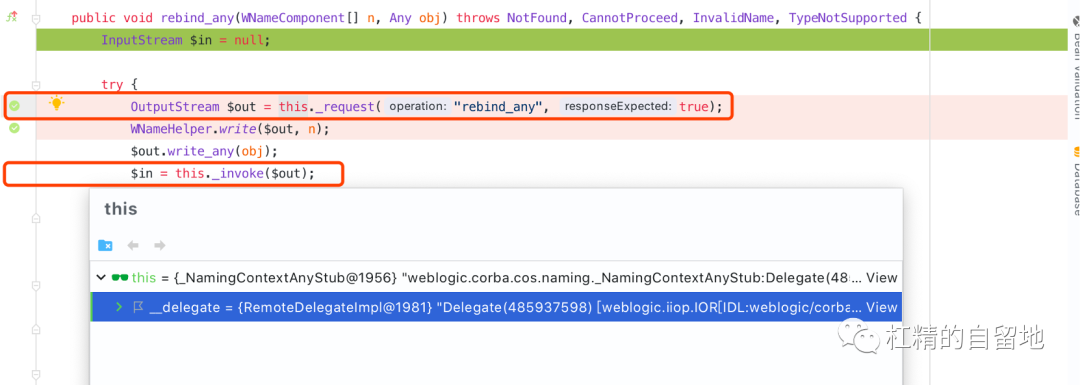 public void rebind_any(WNameComponent[] n, Any obj) throws NotFound, CannotProceed, InvalidName, TypeNotSupported {
InputStream $in = null;
try {
OutputStream $out = this._request( operation: "rebind_any", responseExpected: true);
WNameHelper.write($out, n);
$out.write_any(obj);
$in = this._invoke($out);
this
this = {_NamingContextAnyStub@1956} "weblogic.corba.cos.naming._NamingContextAnyStub:Delegate(48... View
__delegate = {RemoteDelegateImpl@1981} "Delegate(485937598) [weblogic.iiop.IOR[IDL:weblogic/corba... View
Bean Validation
Database
杠精的自留地